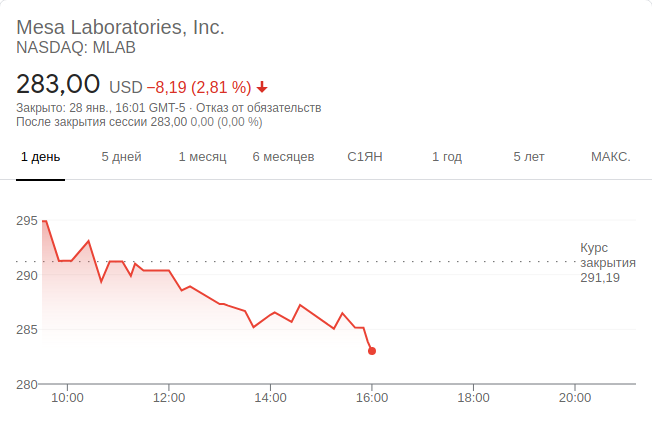 Mesa Laboratories, Inc.
NASDAQ: MLAB
283,00 USD −8,19 (2,81 %)
Закрыто: 28 янв., 16:01 GMT-5 · Отказ от обязательств
После закрытия сессии 283,00 0,00 (0,00 %)
1 день 5 дней 1 месяц 6 месяцев С1ЯН 1 год 5 лет МАКС.
295
Курс
закрытия
290
291,19
285
280
10:00 12:00 14:00 16:00 18:00 20:00